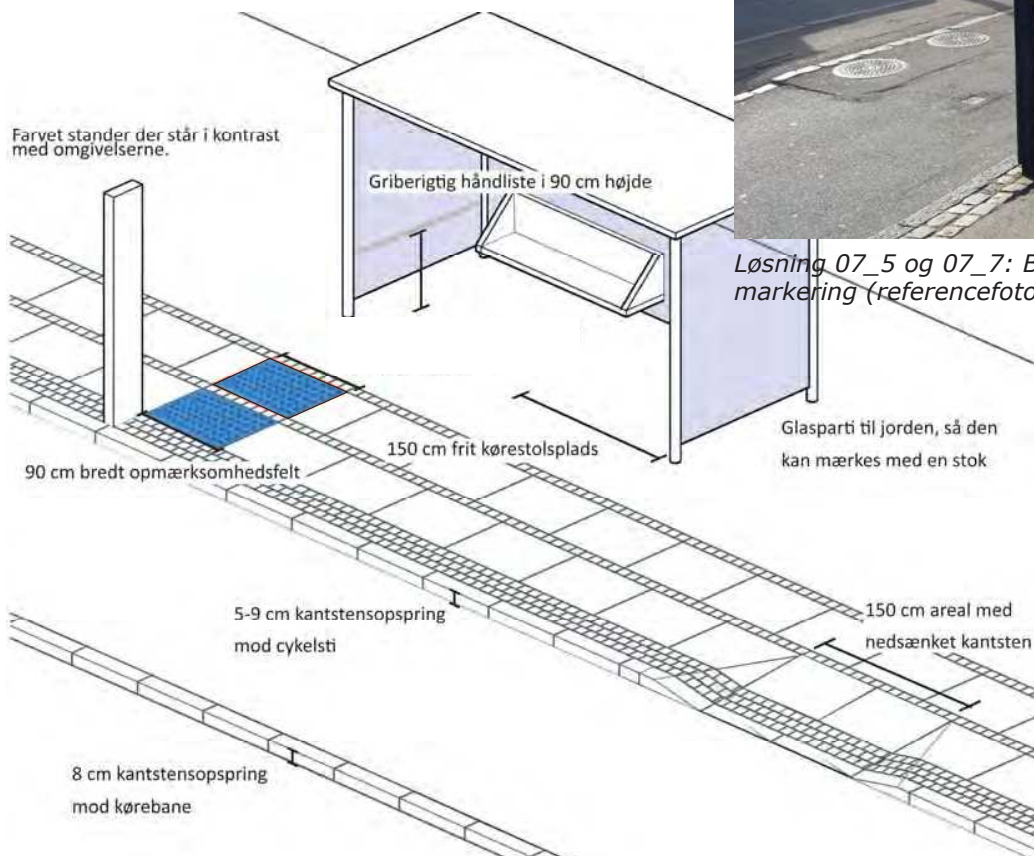 Farvet stander der står i kontrast
med omgivelserne.
Griberigtig håndliste i 90 cm højde
Løsning 07_5 og 07_7: B
markering (referencefoto
Glasparti til jorden, så den
kan mærkes med en stok
150 cm frit kørestolsplads
90 cm bredt opmærksomhedsfelt
5-9 cm kantstensopspring
mod cykelsti
150 cm areal med
nedsænket kantsten
8 cm kantstensopspring
mod kørebane